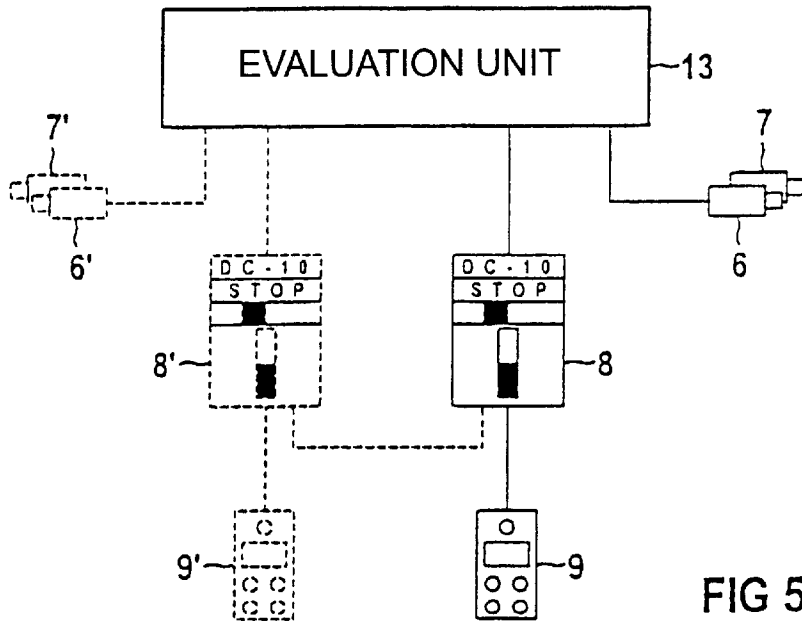 EVALUATION UNIT
13
7'
7
6'
6
DC-10
STOP
DC-10
STOP
8'
8
9'
9
FIG 5